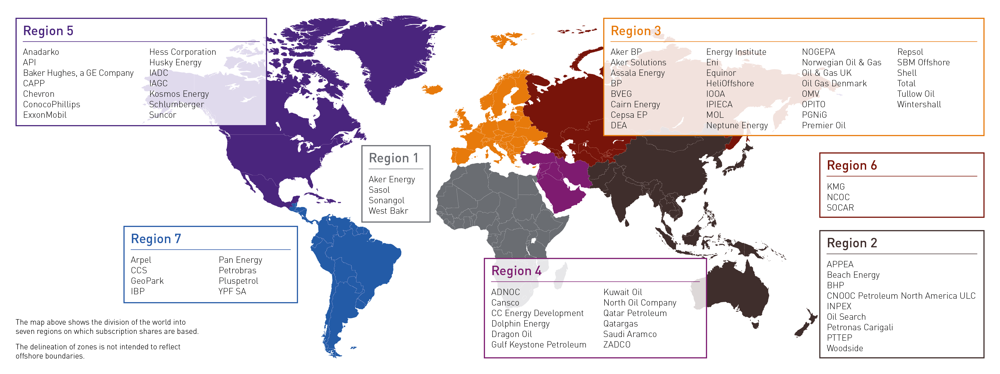 Region 5
Anadarko
API
Baker Hughes, a GE Company
CAPP
Chevron
ConocoPhillips
ExxonMobil
Hess Corporation
Husky Energy
IADC
IAGC
Kosmos Energy
Schlumberger
Suncor
Region 3
Aker BP
Aker Solutions
Assala Energy
BP
BVEG
Cairn Energy
Cepsa EP
DEA
Energy Institute
Eni
Equinor
HeliOffshore
IOOA
IPIECA
MOL
Neptune Energy
NOGEPA
Norwegian Oil & Gas
Oil & Gas UK
Oil Gas Denmark
OMV
OPITO
PGNiG
Premier Oil
Repsol
SBM Offshore
Shell
Total
Tullow Oil
Wintershall
Region 1
Aker Energy
Sasol
Sonangol
West Bakr
Region 6
KMG
NCOC
SOCAR
Region 7
Arpel
CCS
GeoPark
IBP
Pan Energy
Petrobras
Pluspetrol
YPF SA
Region 4
ADNOC
Cansco
CC Energy Development
Dolphin Energy
Dragon Oil
Gulf Keystone Petroleum
Kuwait Oil
North Oil Company
Qatar Petroleum
Qatargas
Saudi Aramco
ZADCO
Region 2
APPEA
Beach Energy
BHP
CNOOC Petroleum North America ULC
INPEX
Oil Search
Petronas Carigali
PTTEP
Woodside
The map above shows the division of the world into
seven regions on which subscription shares are based.
The delineation of zones is not intended to reflect
offshore boundaries.